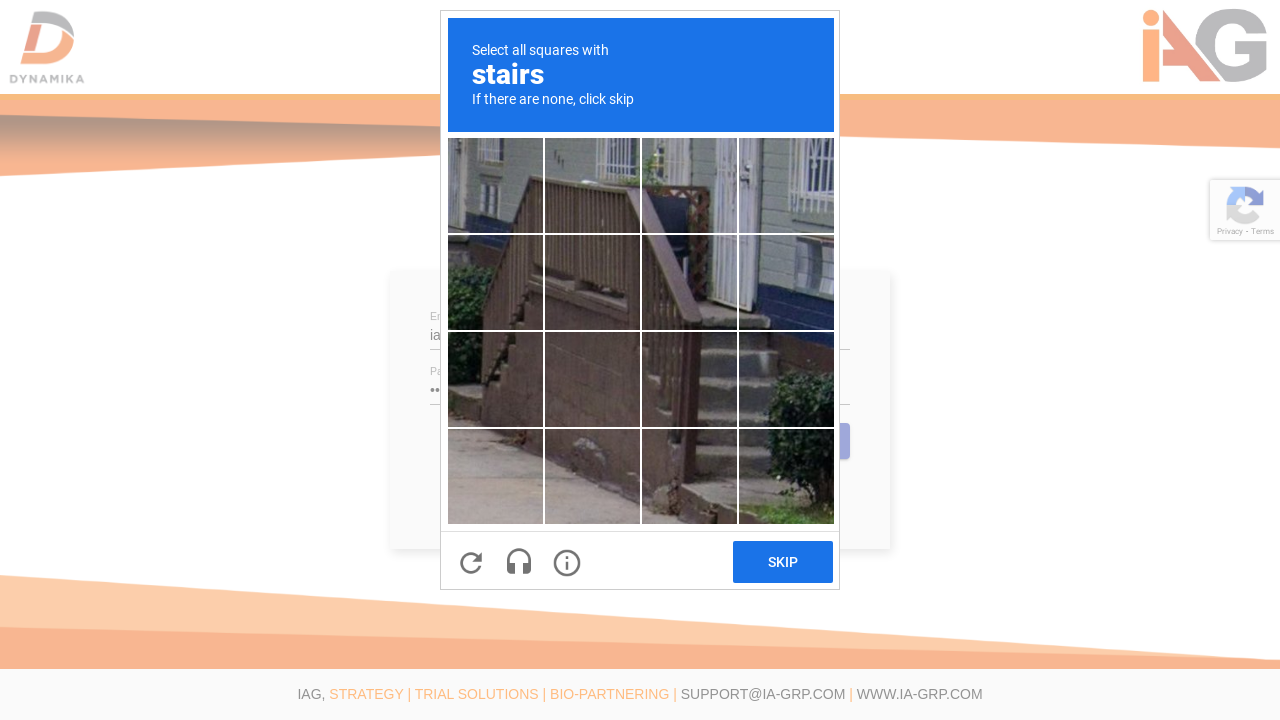 DYNAMIKA
iAG
Select all squares with
stairs
If there are none, click skip
Privacy - Terms
ia
SKIP
IAG, STRATEGY | TRIAL SOLUTIONS | BIO-PARTNERING | SUPPORT@IA-GRP.COM | WWW.IA-GRP.COM